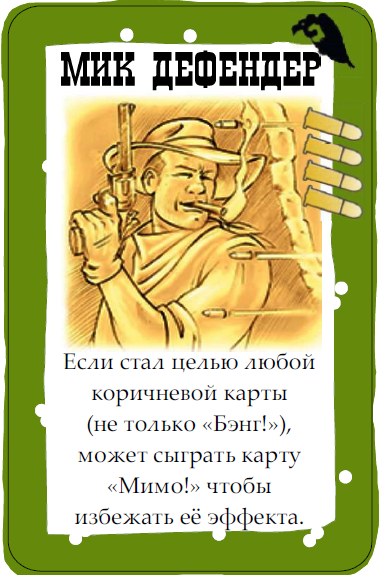 МИК ДЕФЕНДЕР
Если стал целью любой
коричневой карты
(не только «Бэнг!»),
может сыграть карту
«Мимо!» чтобы
избежать её эффекта.